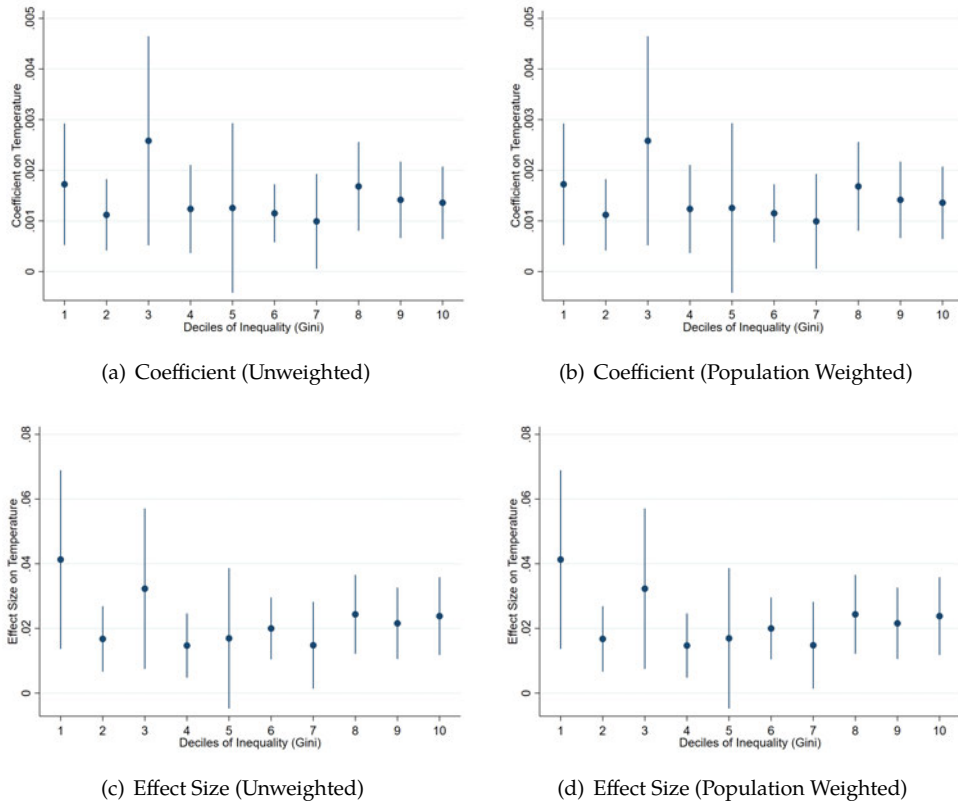 .005
.004
.003
.002
.001
0
Coefficient on Temperature
1 2 3 4 5 6 7 8 9 10
Deciles of Inequality (Gini)
(a) Coefficient (Unweighted)
.005
.004
.003
.002
.001
0
Coefficient on Temperature
1 2 3 4 5 6 7 8 9 10
Deciles of Inequality (Gini)
(b) Coefficient (Population Weighted)
.08
.06
.04
.02
0
Effect Size on Temperature
1 2 3 4 5 6 7 8 9 10
Deciles of Inequality (Gini)
(c) Effect Size (Unweighted)
.08
.06
.04
.02
0
Effect Size on Temperature
1 2 3 4 5 6 7 8 9 10
Deciles of Inequality (Gini)
(d) Effect Size (Population Weighted)